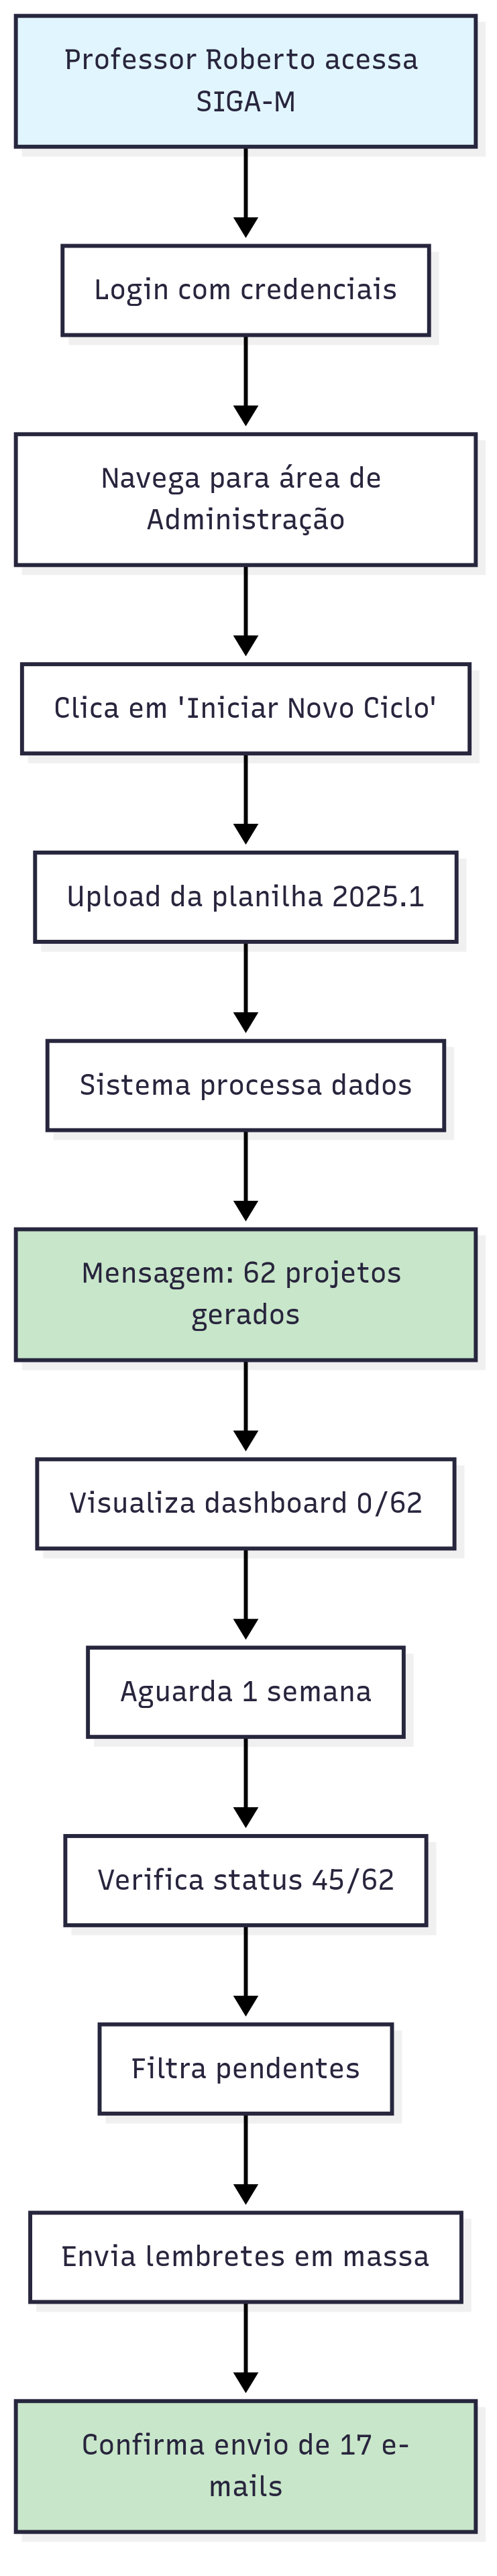 Professor Roberto acessa
SIGA-M
Login com credenciais
Navega para área de
Administração
Clica em 'Iniciar Novo Ciclo'
Upload da planilha 2025.1
Sistema processa dados
Mensagem: 62 projetos
gerados
Visualiza dashboard 0/62
Aguarda 1 semana
Verifica status 45/62
Filtra pendentes
Envia lembretes em massa
Confirma envio de 17 e-
mails